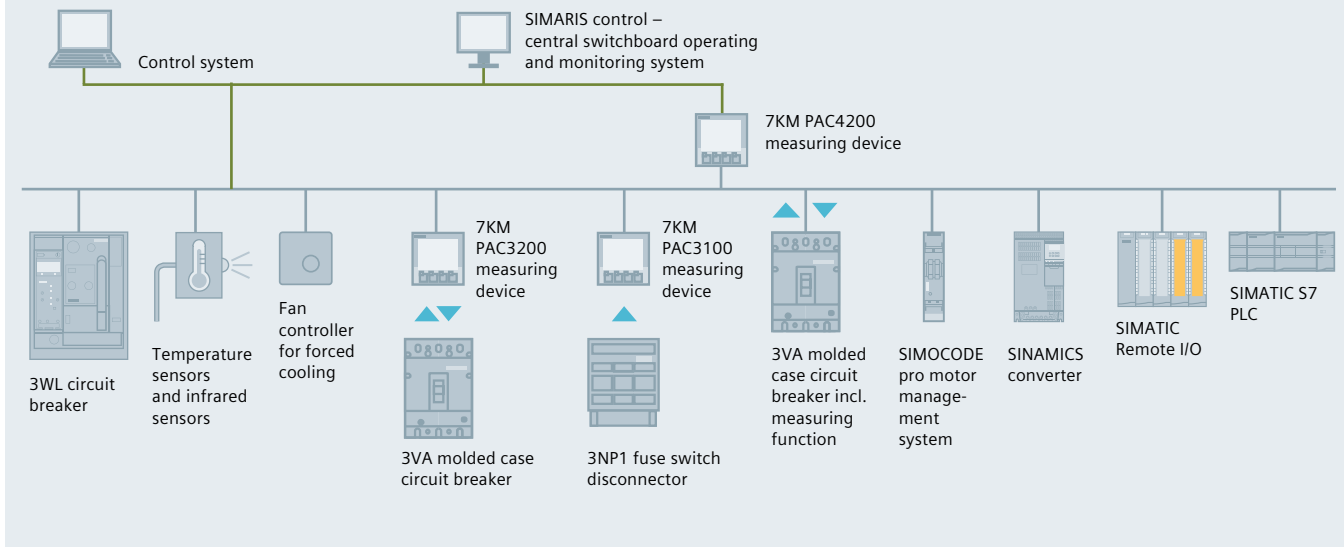 Control system
SIMARIS control –
central switchboard operating
and monitoring system
7KM PAC4200
measuring device
3WL circuit
breaker
Temperature
sensors
and infrared
sensors
Fan
controller
for forced
cooling
7KM
PAC3200
measuring
device
3VA molded case
circuit breaker
7KM
PAC3100
measuring
device
3NP1 fuse switch
disconnector
3VA molded
case circuit
breaker incl.
measuring
function
SIMOCODE
pro motor
manage-
ment
system
SINAMICS
converter
SIMATIC
Remote I/O
SIMATIC S7
PLC